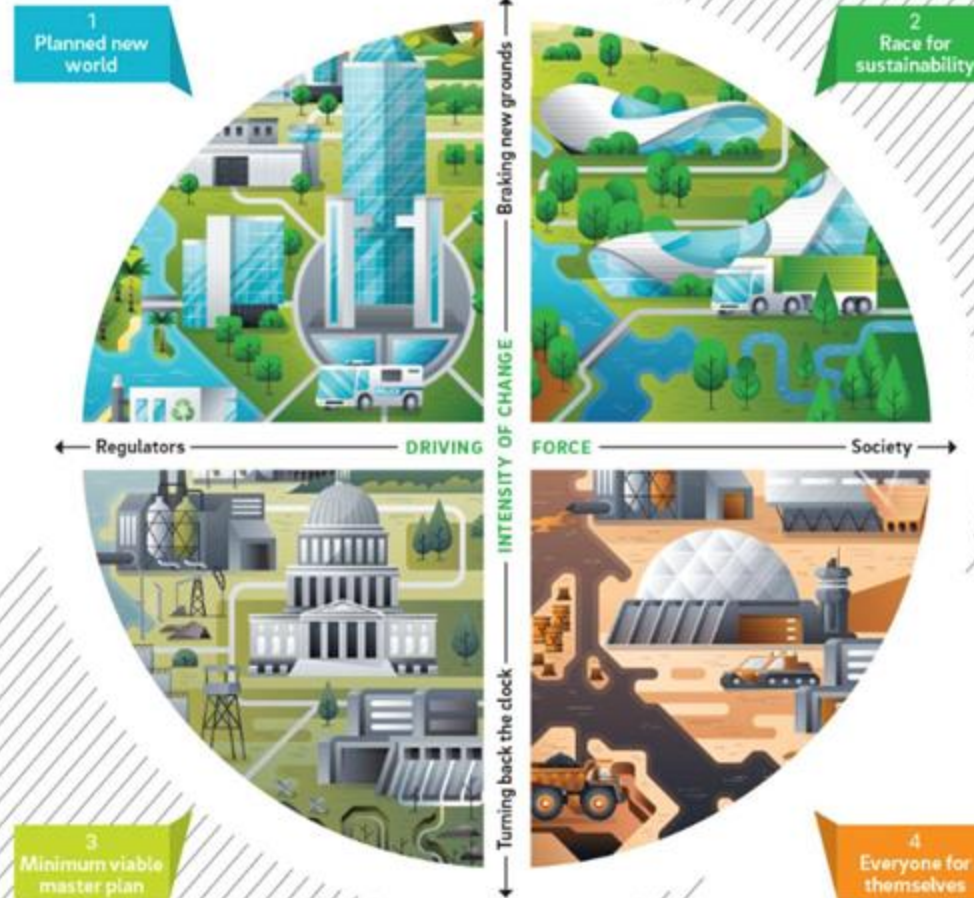 1
Planned new
world
2
Race for
sustainability
Braking new grounds
INTENSITY OF CHANGE
Turning back the clock
Regulators
DRIVING
FORCE
Society
3
Minimum viable
master plan
4
Everyone for
themselves